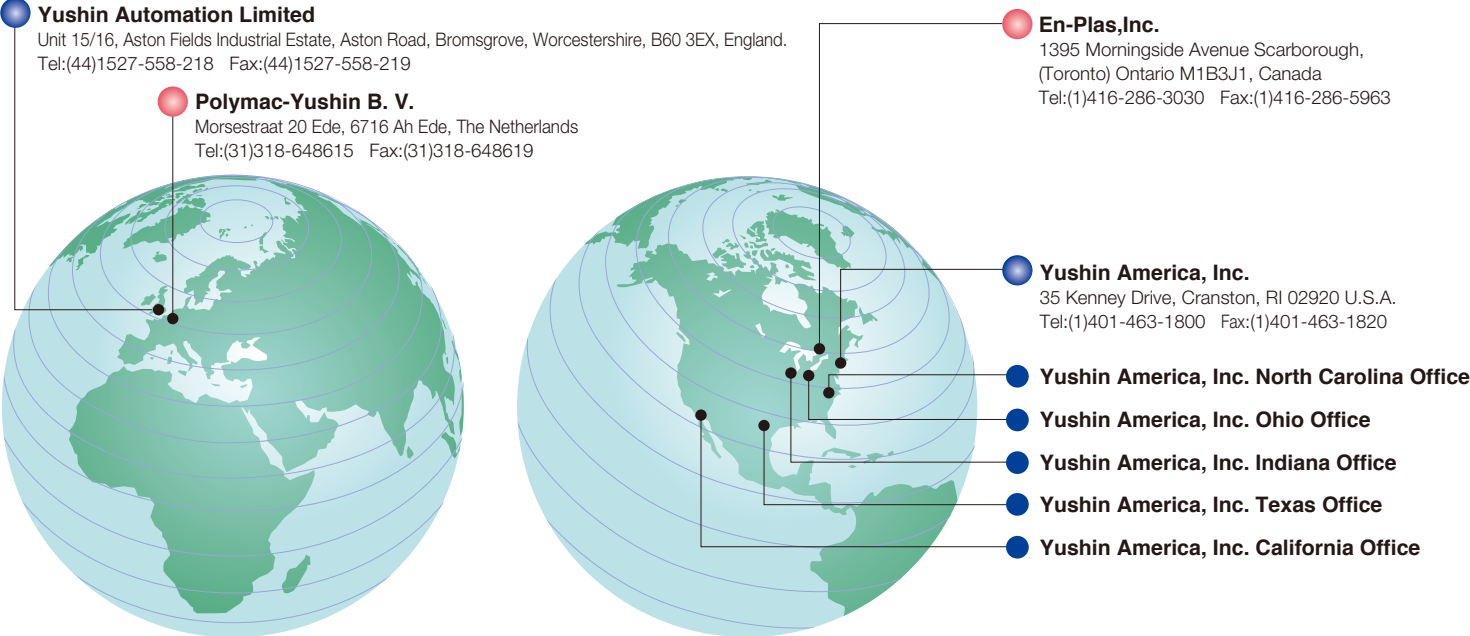 Yushin Automation Limited
Unit 15/16, Aston Fields Industrial Estate, Aston Road, Bromsgrove, Worcestershire, B60 3EX, England.
Tel:(44)1527-558-218 Fax:(44)1527-558-219
Polymac-Yushin B. V.
Morsestraat 20 Ede, 6716 Ah Ede, The Netherlands
Tel:(31)318-648615 Fax:(31)318-648619
En-Plas,Inc.
1395 Morningside Avenue Scarborough,
(Toronto) Ontario M1B3J1, Canada
Tel:(1)416-286-3030 Fax:(1)416-286-5963
Yushin America, Inc.
35 Kenney Drive, Cranston, RI 02920 U.S.A.
Tel:(1)401-463-1800 Fax:(1)401-463-1820
Yushin America, Inc. North Carolina Office
Yushin America, Inc. Ohio Office
Yushin America, Inc. Indiana Office
Yushin America, Inc. Texas Office
Yushin America, Inc. California Office